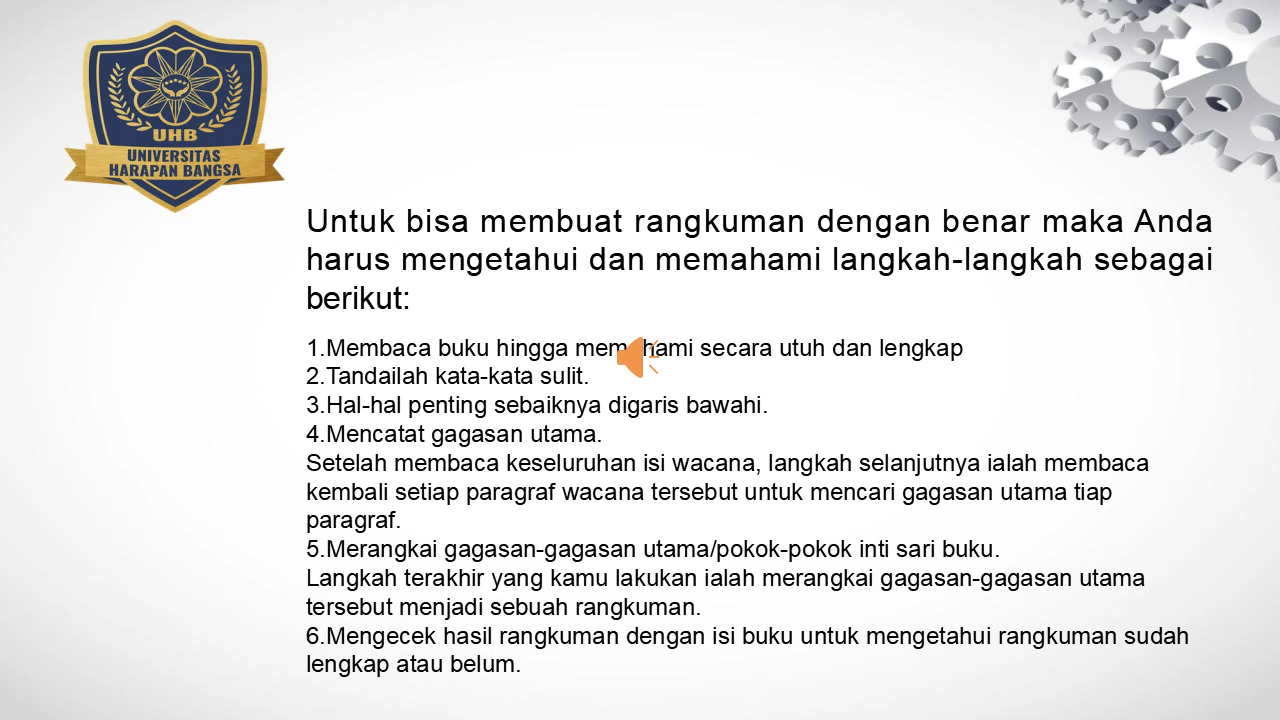 UHB
UNIVERSITAS
HARAPAN BANGSA
Untuk bisa membuat rangkuman dengan benar maka Anda
harus mengetahui dan memahami langkah-langkah sebagai
berikut:
1.Membaca buku hingga memahami secara utuh dan lengkap
2.Tandailah kata-kata sulit.
3.Hal-hal penting sebaiknya digaris bawahi.
4.Mencatat gagasan utama.
Setelah membaca keseluruhan isi wacana, langkah selanjutnya ialah membaca
kembali setiap paragraf wacana tersebut untuk mencari gagasan utama tiap
paragraf.
5.Merangkai gagasan-gagasan utama/pokok-pokok inti sari buku.
Langkah terakhir yang kamu lakukan ialah merangkai gagasan-gagasan utama
tersebut menjadi sebuah rangkuman.
6.Mengecek hasil rangkuman dengan isi buku untuk mengetahui rangkuman sudah
lengkap atau belum.